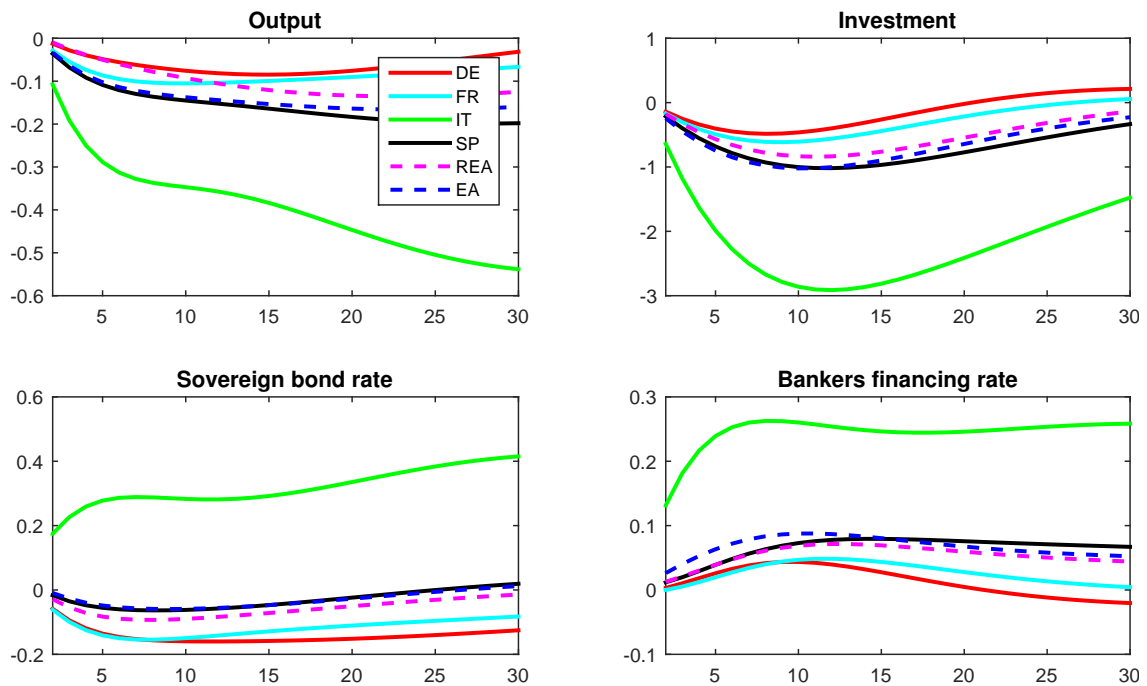 Output
0
-0.1
-0.2
-0.3
-0.4
-0.5
-0.6
5 10 15 20 25 30
DE
FR
IT
SP
REA
EA
Investment
1
0
-1
-2
-3
5 10 15 20 25 30
Sovereign bond rate
0.6
0.4
0.2
0
-0.2
5 10 15 20 25 30
Bankers financing rate
0.3
0.2
0.1
0
-0.1
5 10 15 20 25 30